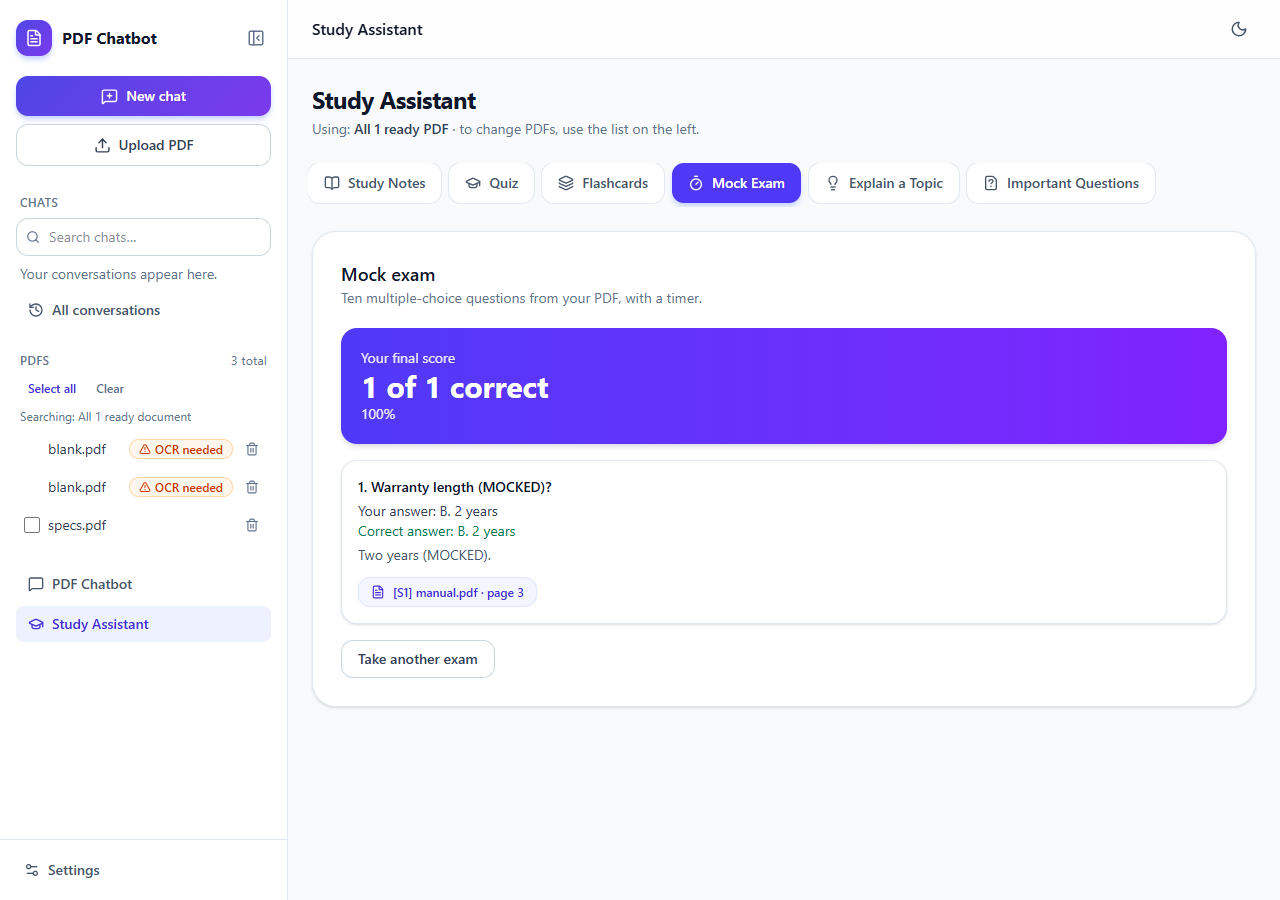 PDF Chatbot
New chat
Upload PDF
CHATS
Search chats...
Your conversations appear here.
All conversations
PDFS 3 total
Select all Clear
Searching: All 1 ready document
blank.pdf OCR needed
blank.pdf OCR needed
specs.pdf
PDF Chatbot
Study Assistant
Settings
Study Assistant
Study Assistant
Using: All 1 ready PDF · to change PDFs, use the list on the left.
Study Notes Quiz Flashcards Mock Exam Explain a Topic Important Questions
Mock exam
Ten multiple-choice questions from your PDF, with a timer.
Your final score
1 of 1 correct
100%
1. Warranty length (MOCKED)?
Your answer: B. 2 years
Correct answer: B. 2 years
Two years (MOCKED).
[S1] manual.pdf · page 3
Take another exam